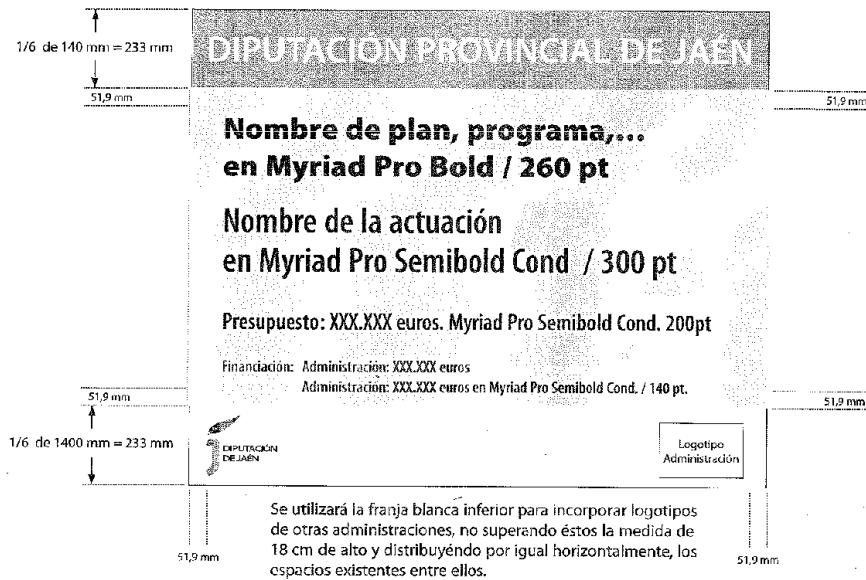 1/6 de 140 mm = 233 mm
DIPUTACIÓN PROVINCIAL DE JAÉN
51,9 mm
51,9 mm
Nombre de plan, programa,...
en Myriad Pro Bold / 260 pt
Nombre de la actuación
en Myriad Pro Semibold Cond / 300 pt
Presupuesto: XXX.XXX euros. Myriad Pro Semibold Cond. 200pt
Financiación: Administración: XXX.XXX euros
Administración: XXX.XXX euros en Myriad Pro Semibold Cond. / 140 pt.
51,9 mm
51,9 mm
1/6 de 1400 mm = 233 mm
DIPUTACIÓN
DE JAÉN
Logotipo
Administración
Se utilizará la franja blanca inferior para incorporar logotipos
de otras administraciones, no superando éstos la medida de
18 cm de alto y distribuyéndo por igual horizontalmente, los
espacios existentes entre ellos.
51,9 mm
51,9 mm